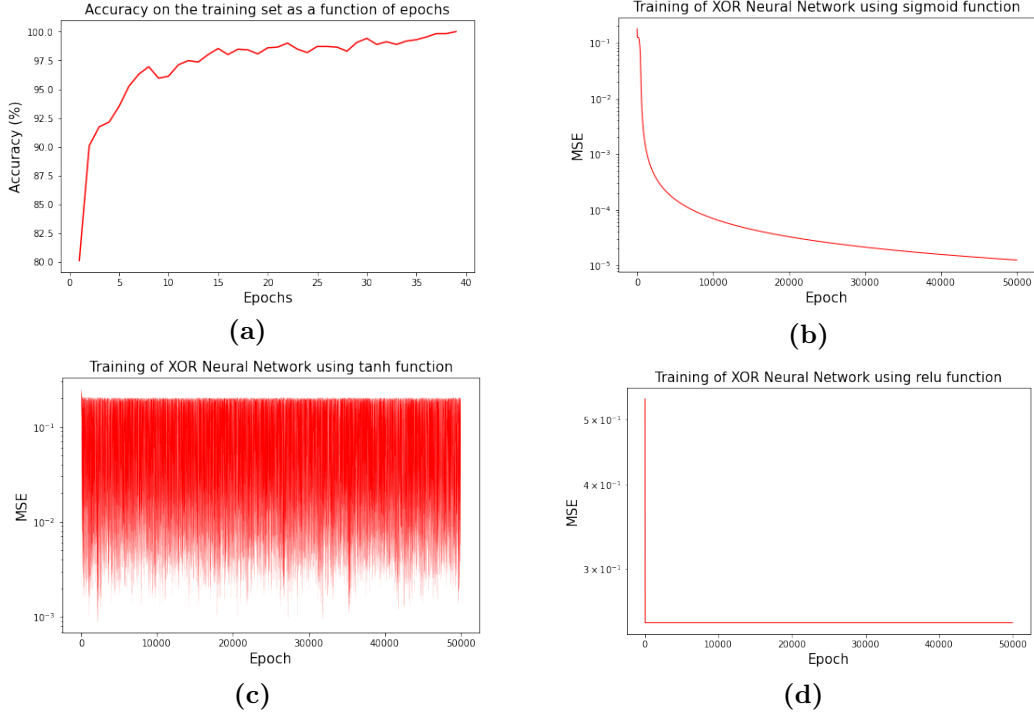 Accuracy on the training set as a function of epochs
100.0
97.5
95.0
92.5
90.0
87.5
85.0
82.5
80.0
Accuracy (%)
0 5 10 15 20 25 30 35 40
Epochs
(a)
Training of XOR Neural Network using sigmoid function
10⁻¹
10⁻²
10⁻³
10⁻⁴
10⁻⁵
MSE
0 10000 20000 30000 40000 50000
Epoch
(b)
Training of XOR Neural Network using tanh function
10⁻¹
10⁻²
10⁻³
MSE
0 10000 20000 30000 40000 50000
Epoch
(c)
Training of XOR Neural Network using relu function
5 × 10⁻¹
4 × 10⁻¹
3 × 10⁻¹
MSE
0 10000 20000 30000 40000 50000
Epoch
(d)